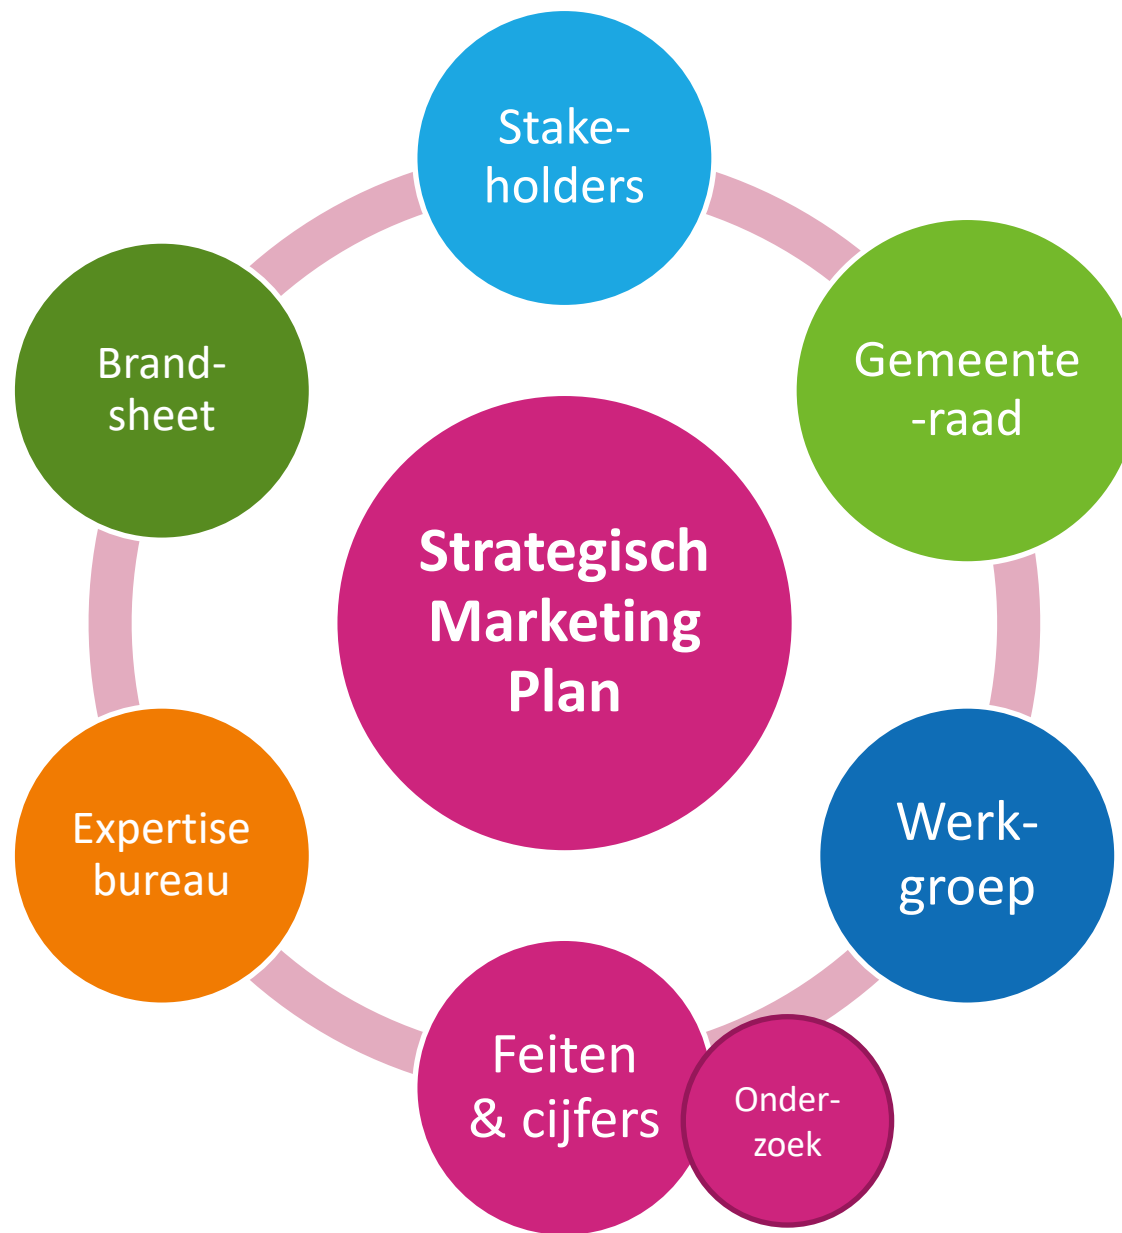 Stake-
holders
Gemeente
-raad
Brand-
sheet
Strategisch
Marketing
Plan
Werk-
groep
Expertise
bureau
Feiten
& cijfers
Onder-
zoek